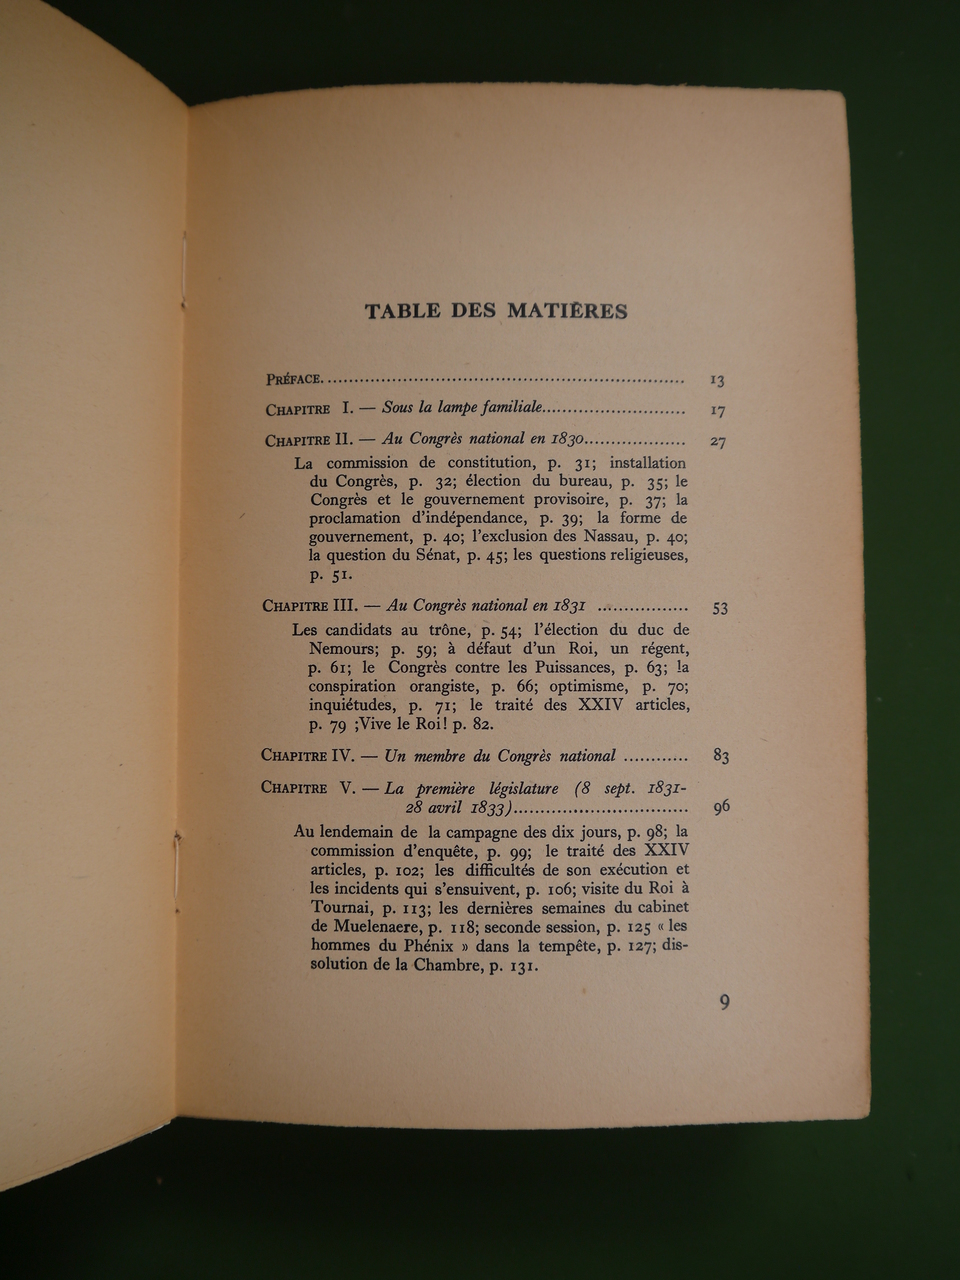 TABLE DES MATIÈRES
PRÉFACE. ........................................................ 13
CHAPITRE I. — Sous la lampe familiale........................... 17
CHAPITRE II. — Au Congrès national en 1830................... 27
La commission de constitution, p. 31; installation
du Congrès, p. 32; élection du bureau, p. 35; le
Congrès et le gouvernement provisoire, p. 37; la
proclamation d'indépendance, p. 39; la forme de
gouvernement, p. 40; l'exclusion des Nassau, p. 40;
la question du Sénat, p. 45; les questions religieuses,
p. 51.
CHAPITRE III. — Au Congrès national en 1831 ................. 53
Les candidats au trône, p. 54; l'élection du duc de
Nemours; p. 59; à défaut d'un Roi, un régent,
p. 61; le Congrès contre les Puissances, p. 63; la
conspiration orangiste, p. 66; optimisme, p. 70;
inquiétudes, p. 71; le traité des XXIV articles,
p. 79 ;Vive le Roi! p. 82.
CHAPITRE IV. — Un membre du Congrès national ............ 83
CHAPITRE V. — La première législature (8 sept. 1831-
28 avril 1833)................................ 96
Au lendemain de la campagne des dix jours, p. 98; la
commission d'enquête, p. 99; le traité des XXIV
articles, p. 102; les difficultés de son exécution et
les incidents qui s'ensuivent, p. 106; visite du Roi à
Tournai, p. 113; les dernières semaines du cabinet
de Muelenaere, p. 118; seconde session, p. 125 « les
hommes du Phénix » dans la tempête, p. 127; dis-
solution de la Chambre, p. 131.
9